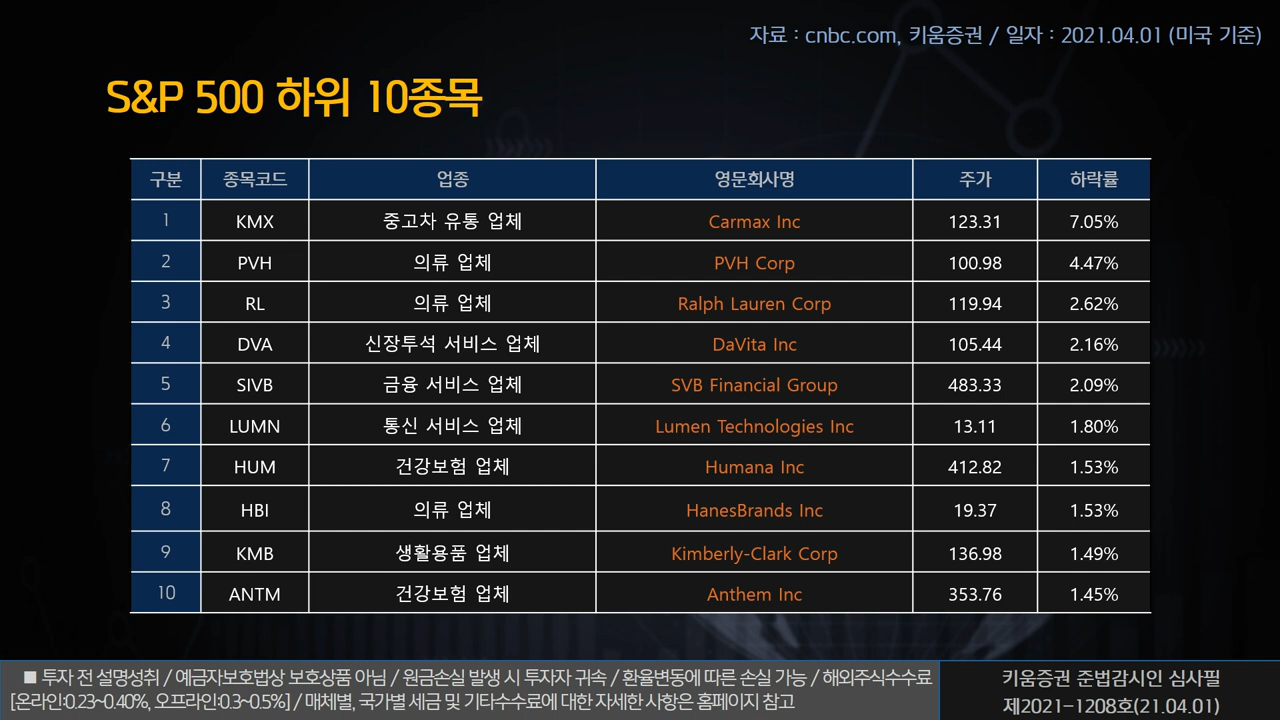 자료 : cnbc.com, 키움증권 / 일자 : 2021.04.01 (미국 기준)
S&P 500 하위 10종목
구분 종목코드 업종 영문회사명 주가 하락률
1 KMX 중고차 유통 업체 Carmax Inc 123.31 7.05%
2 PVH 의류 업체 PVH Corp 100.98 4.47%
3 RL 의류 업체 Ralph Lauren Corp 119.94 2.62%
4 DVA 신장투석 서비스 업체 DaVita Inc 105.44 2.16%
5 SIVB 금융 서비스 업체 SVB Financial Group 483.33 2.09%
6 LUMN 통신 서비스 업체 Lumen Technologies Inc 13.11 1.80%
7 HUM 건강보험 업체 Humana Inc 412.82 1.53%
8 HBI 의류 업체 HanesBrands Inc 19.37 1.53%
9 KMB 생활용품 업체 Kimberly-Clark Corp 136.98 1.49%
10 ANTM 건강보험 업체 Anthem Inc 353.76 1.45%
■ 투자 전 설명성취 / 예금자보호법상 보호상품 아님 / 원금손실 발생 시 투자자 귀속 / 환율변동에 따른 손실 가능 / 해외주식수수료
[온라인:0.23~0.40%, 오프라인:0.3~0.5%] / 매체별, 국가별 세금 및 기타수수료에 대한 자세한 사항은 홈페이지 참고
키움증권 준법감시인 심사필
제2021-1208호(21.04.01)